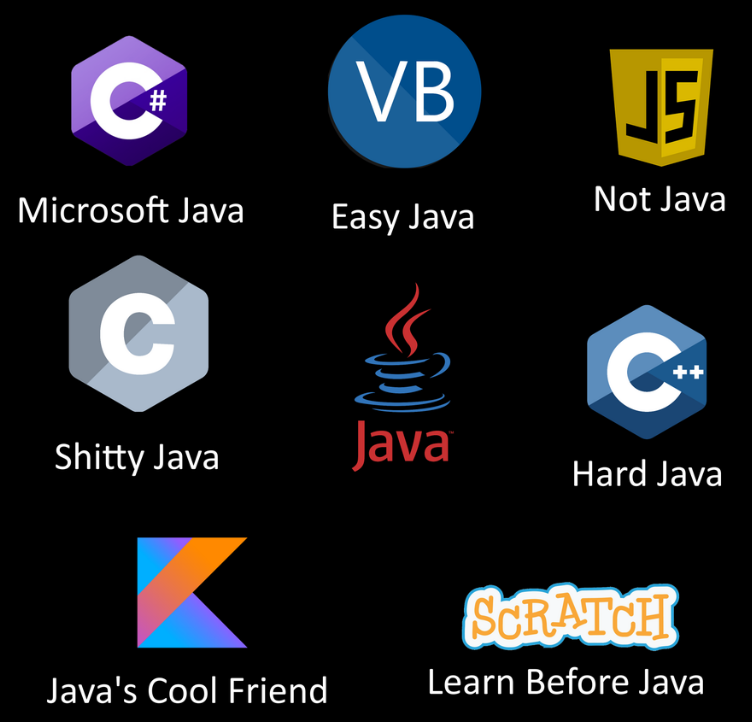 C#
VB
JS
Microsoft Java
Easy Java
Not Java
C
Java™
C++
Shitty Java
Hard Java
SCRATCH
Java's Cool Friend
Learn Before Java